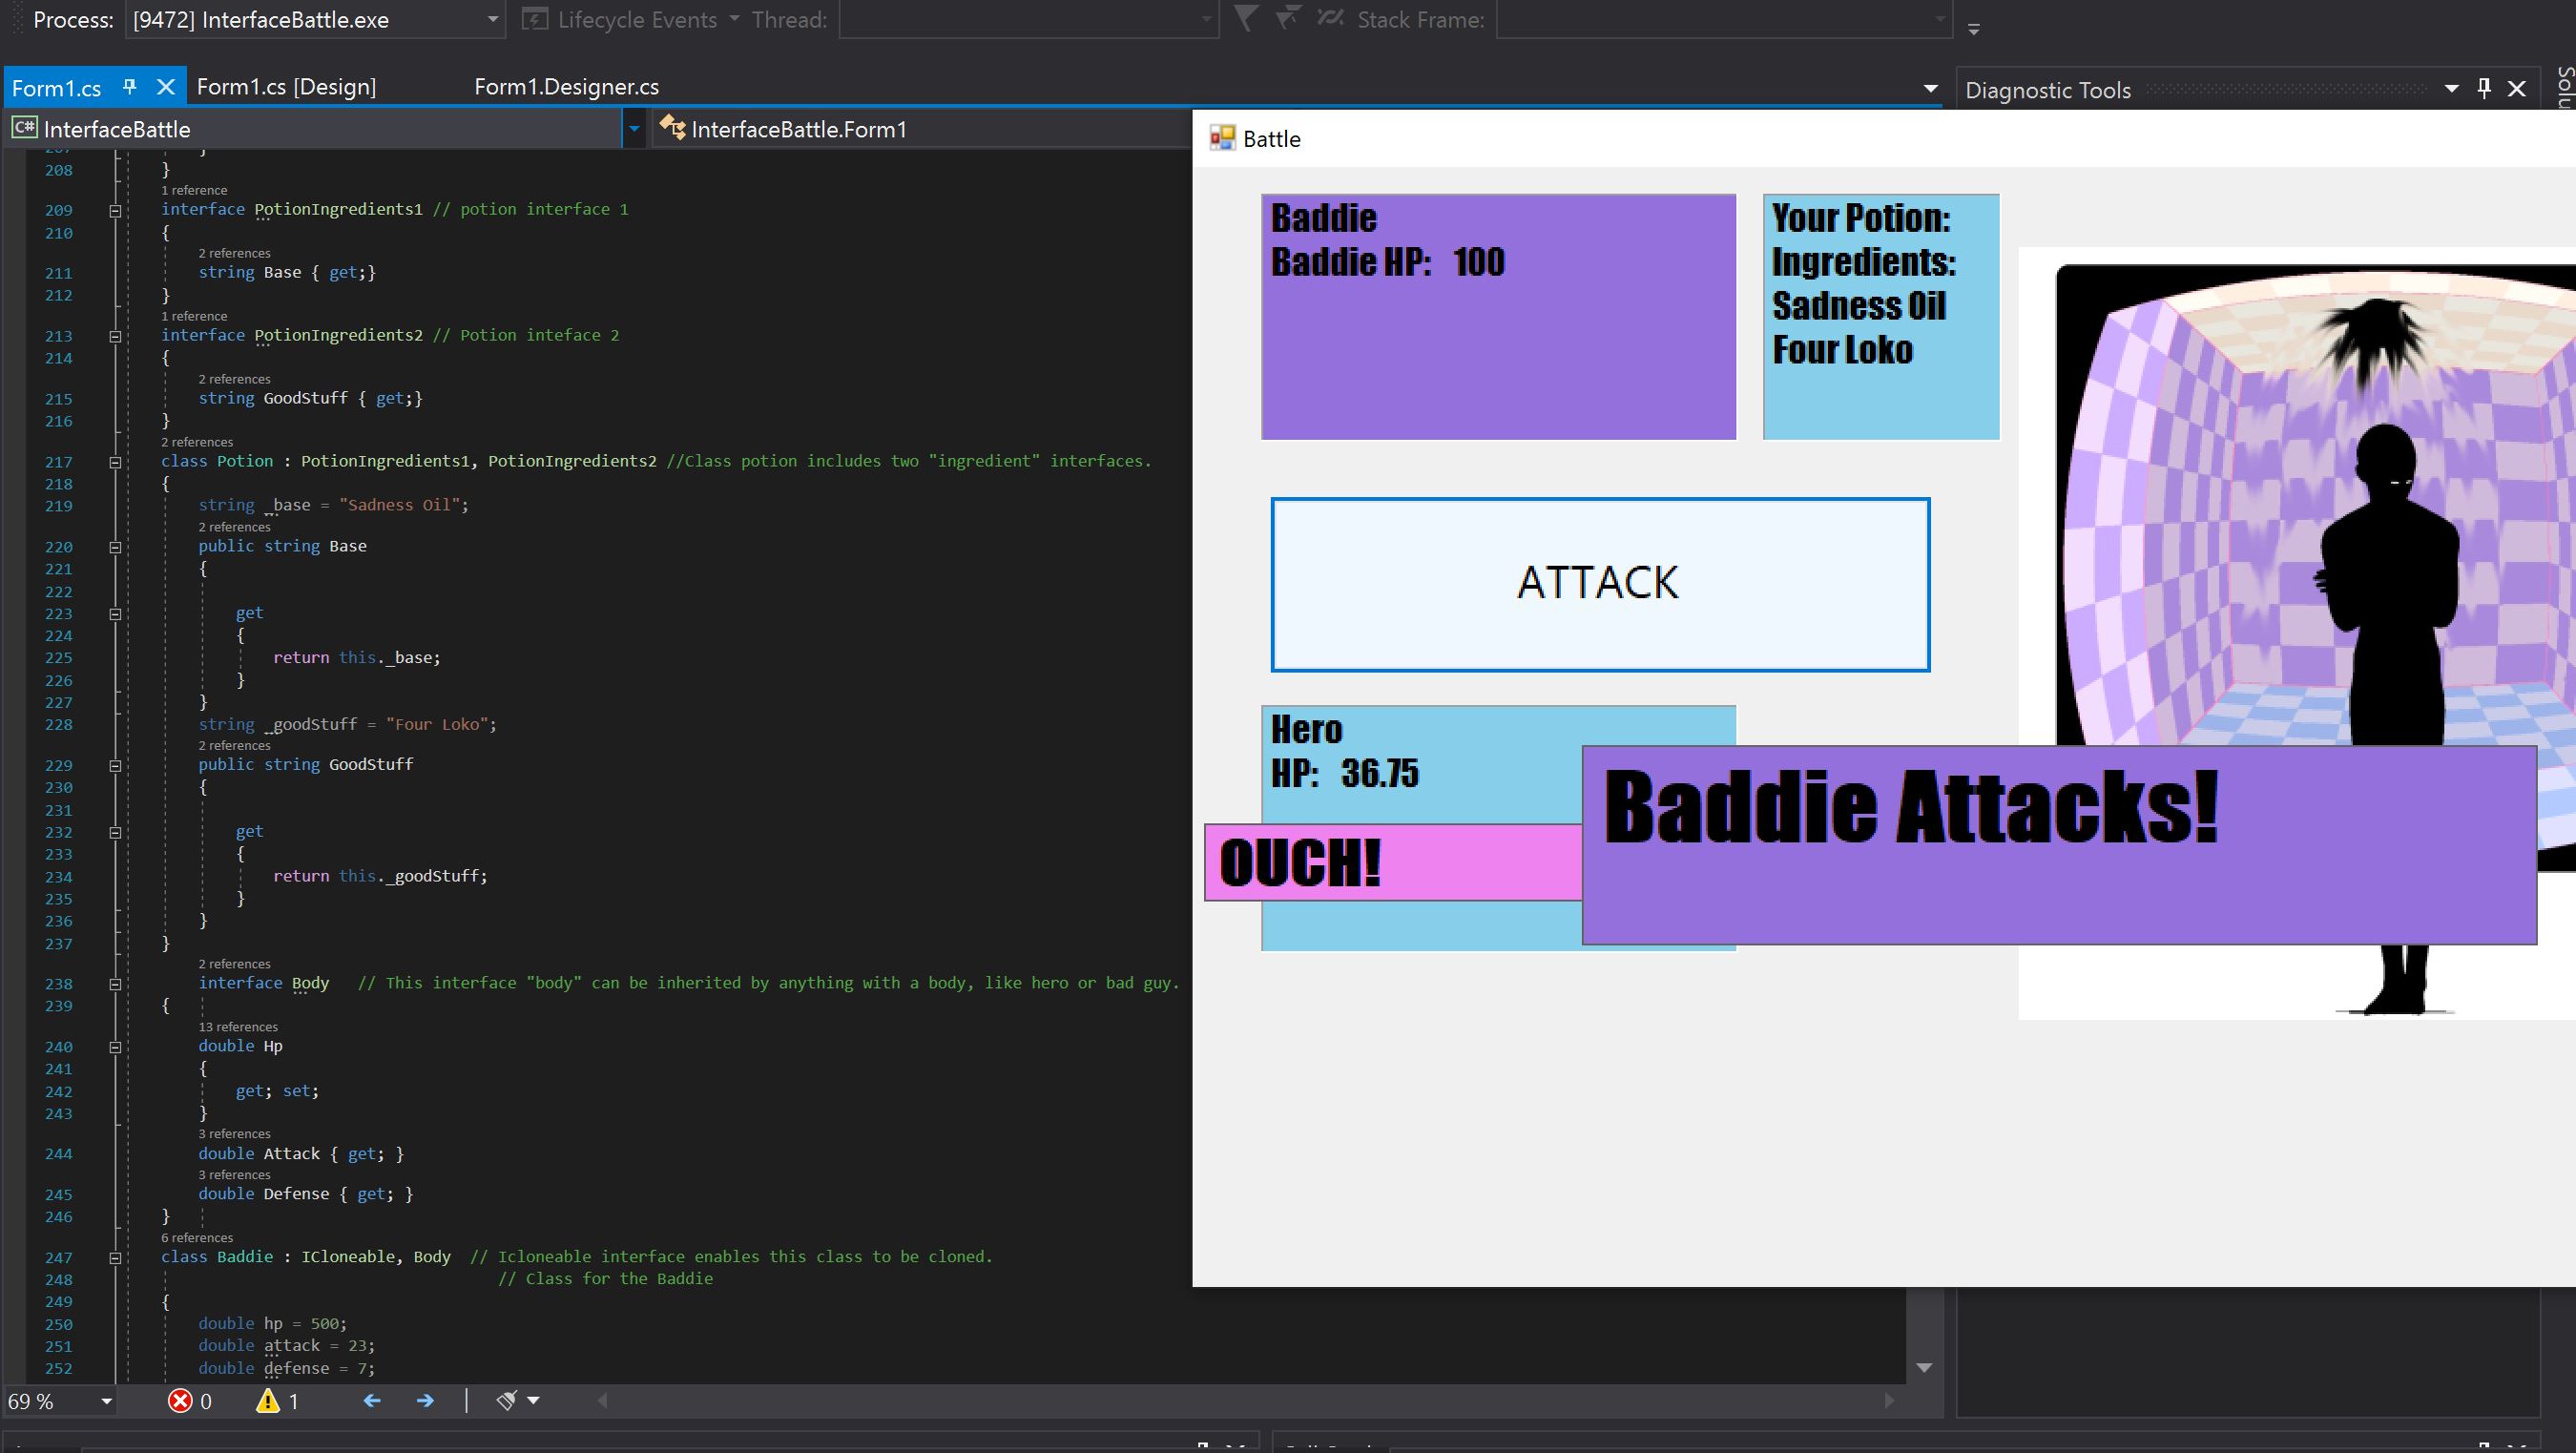 Process: [9472] InterfaceBattle.exe Lifecycle Events Thread: Stack Frame:
Form1.cs Form1.cs [Design] Form1.Designer.cs
Diagnostic Tools
InterfaceBattle InterfaceBattle.Form1
208 }
1 reference
209 interface PotionIngredients1 // potion interface 1
210 {
2 references
211 string Base { get;}
212 }
1 reference
213 interface PotionIngredients2 // Potion inteface 2
214 {
2 references
215 string GoodStuff { get;}
216 }
2 references
217 class Potion : PotionIngredients1, PotionIngredients2 //Class potion includes two "ingredient" interfaces.
218 {
219 string _base = "Sadness Oil";
2 references
220 public string Base
221 {
222
223 get
224 {
225 return this._base;
226 }
227 }
228 string _goodStuff = "Four Loko";
2 references
229 public string GoodStuff
230 {
231
232 get
233 {
234 return this._goodStuff;
235 }
236 }
237 }
2 references
238 interface Body // This interface "body" can be inherited by anything with a body, like hero or bad guy.
239 {
13 references
240 double Hp
241 {
242 get; set;
243 }
3 references
244 double Attack { get; }
3 references
245 double Defense { get; }
246 }
6 references
247 class Baddie : ICloneable, Body // Icloneable interface enables this class to be cloned.
248 // Class for the Baddie
249 {
250 double hp = 500;
251 double attack = 23;
252 double defense = 7;
69 % 0 1
Battle
Baddie
Baddie HP: 100
Your Potion:
Ingredients:
Sadness Oil
Four Loko
ATTACK
Hero
HP: 36.75
OUCH!
Baddie Attacks!